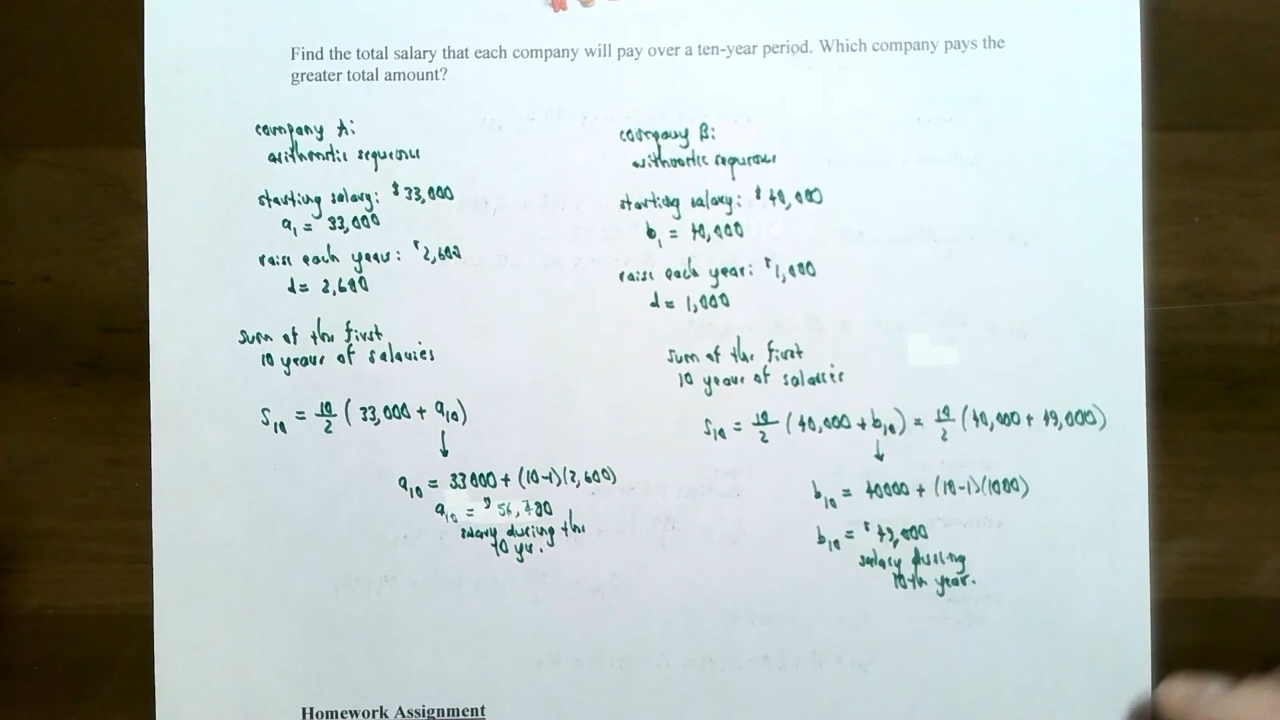 Find the total salary that each company will pay over a ten-year period. Which company pays the
greater total amount?
company A:
arithmetic sequence
starting salary: $33,000
a₁ = 33,000
raise each year: $2,600
d = 2,600
sum of the first
10 years of salaries
S₁₀ = 10/2 ( 33,000 + a₁₀)
↓
a₁₀ = 33000 + (10-1)(2,600)
a₁₀ = $56,400
salary during the
10 yr.
company B:
arithmetic sequence
starting salary: $40,000
b₁ = 40,000
raise each year: $1,000
d = 1,000
sum of the first
10 years of salaries
S₁₀ = 10/2 (40,000 + b₁₀) = 10/2 (40,000 + 49,000)
↓
b₁₀ = 40000 + (10-1)(1000)
b₁₀ = $49,000
salary during
10th year.
Homework Assignment